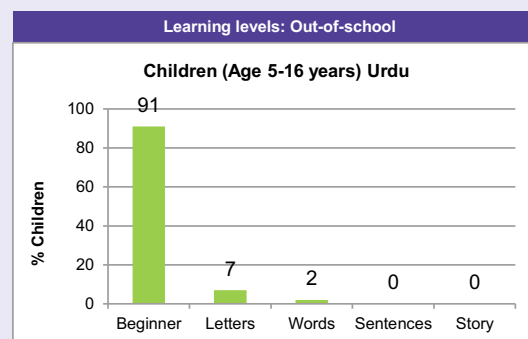 Learning levels: Out-of-school
Children (Age 5-16 years) Urdu
% Children
100
80
60
40
20
0
91
7
2
0
0
Beginner Letters Words Sentences Story